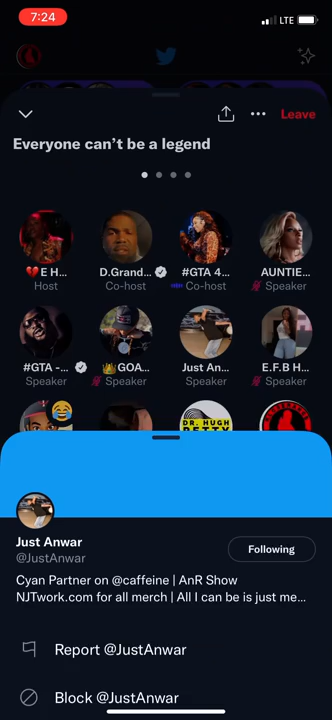 7:24
LTE
Leave
Everyone can't be a legend
💔E H...
D.Grand...
#GTA 4...
AUNTIE...
Host
Co-host
Co-host
Speaker
#GTA -...
👑GOA...
Just An...
E.F.B H...
Speaker
Speaker
Speaker
Speaker
DR. HUGH
PETTY
Just Anwar
@JustAnwar
Following
Cyan Partner on @caffeine | AnR Show
NJTwork.com for all merch | All I can be is just me...
Report @JustAnwar
Block @JustAnwar